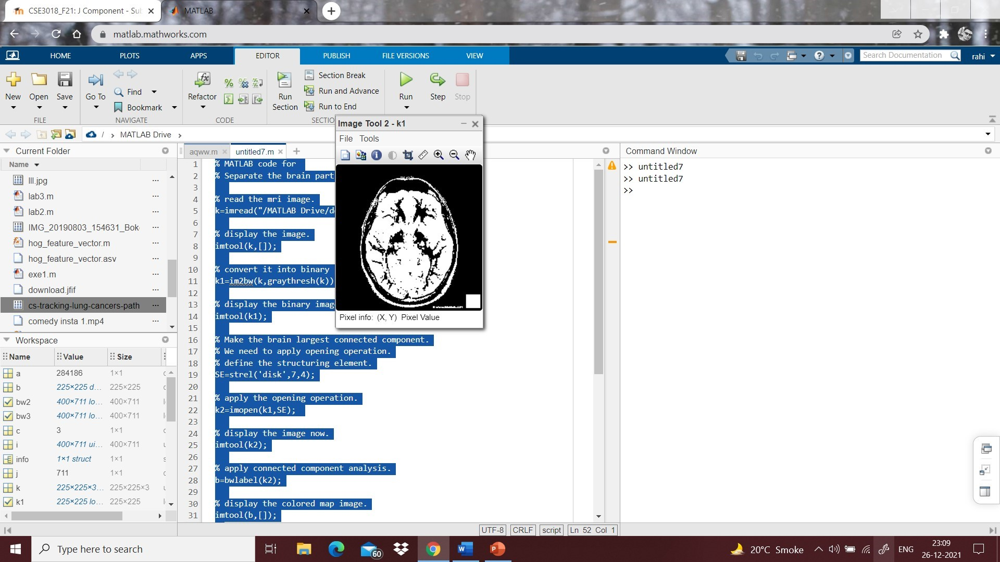 CSE3018_F21: J Component - Sub
MATLAB
matlab.mathworks.com
HOME PLOTS APPS EDITOR PUBLISH FILE VERSIONS VIEW
Search Documentation
rahi
New Open Save
FILE
Go To
Find
Bookmark
NAVIGATE
Refactor
CODE
Run Section
Section Break
Run and Advance
Run to End
SECTIO
Run Step Stop
/ MATLAB Drive
Current Folder
Name
lll.jpg
lab3.m
lab2.m
IMG_20190803_154631_Bok
hog_feature_vector.m
hog_feature_vector.asv
exe1.m
download.jfif
cs-tracking-lung-cancers-path
comedy insta 1.mp4
Workspace
Name Value Size
a 284186 1×1
b 225×225 d... 225×225
bw2 400×711 lo... 400×711
bw3 400×711 lo... 400×711
c 3 1×1
i 400×711 ui... 400×711
info 1×1 struct 1×1
j 711 1×1
k 225×225×3... 225×225×3
k1 225×225 lo... 225×225
aqww.m untitled7.m
1 % MATLAB code for
2 % Separate the brain part
3
4 % read the mri image.
5 k=imread("/MATLAB Drive/d
6
7 % display the image.
8 imtool(k,[]);
9
10 % convert it into binary
11 k1=im2bw(k,graythresh(k))
12
13 % display the binary imag
14 imtool(k1);
15
16 % Make the brain largest connected component.
17 % We need to apply opening operation.
18 % define the structuring element.
19 SE=strel('disk',7,4);
20
21 % apply the opening operation.
22 k2=imopen(k1,SE);
23
24 % display the image now.
25 imtool(k2);
26
27 % apply connected component analysis.
28 b=bwlabel(k2);
29
30 % display the colored map image.
31 imtool(b,[]);
Image Tool 2 - k1
File Tools
Pixel info: (X, Y) Pixel Value
Command Window
>> untitled7
>> untitled7
>>
UTF-8 CRLF script Ln 52 Col 1
Type here to search
60
20°C Smoke
ENG
23:09
26-12-2021